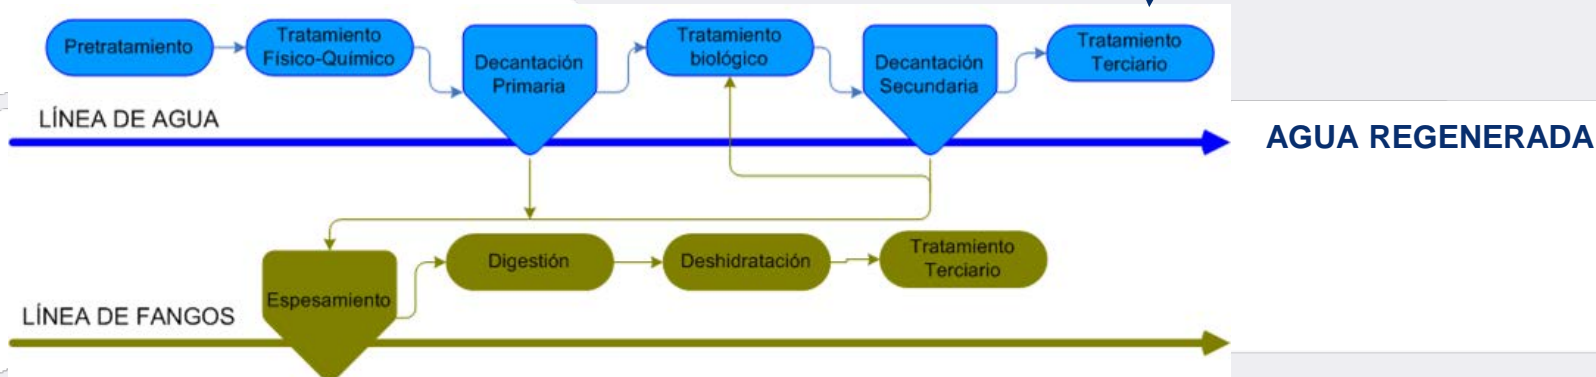 Pretratamiento
Tratamiento
Físico-Químico
Decantación
Primaria
Tratamiento
biológico
Decantación
Secundaria
Tratamiento
Terciario
LÍNEA DE AGUA
AGUA REGENERADA
Espesamiento
Digestión
Deshidratación
Tratamiento
Terciario
LÍNEA DE FANGOS